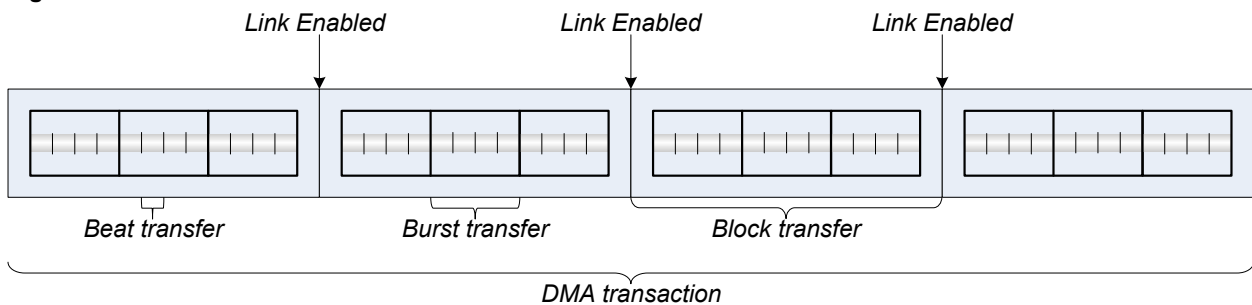 Link Enabled
Link Enabled
Link Enabled
Beat transfer
Burst transfer
Block transfer
DMA transaction